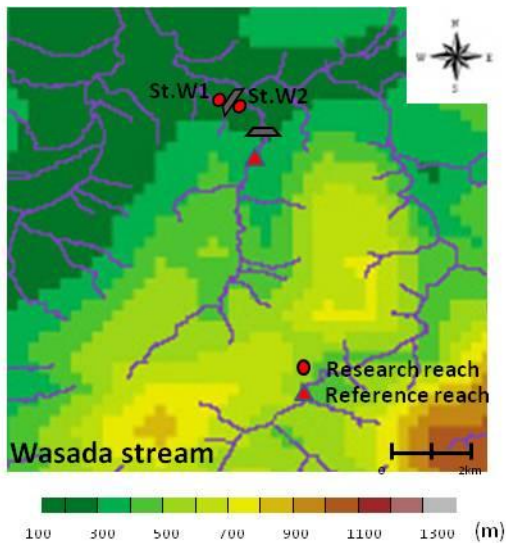 N
W E
S
St.W1 St.W2
Research reach
Reference reach
Wasada stream
0 2km
100 300 500 700 900 1100 1300 (m)